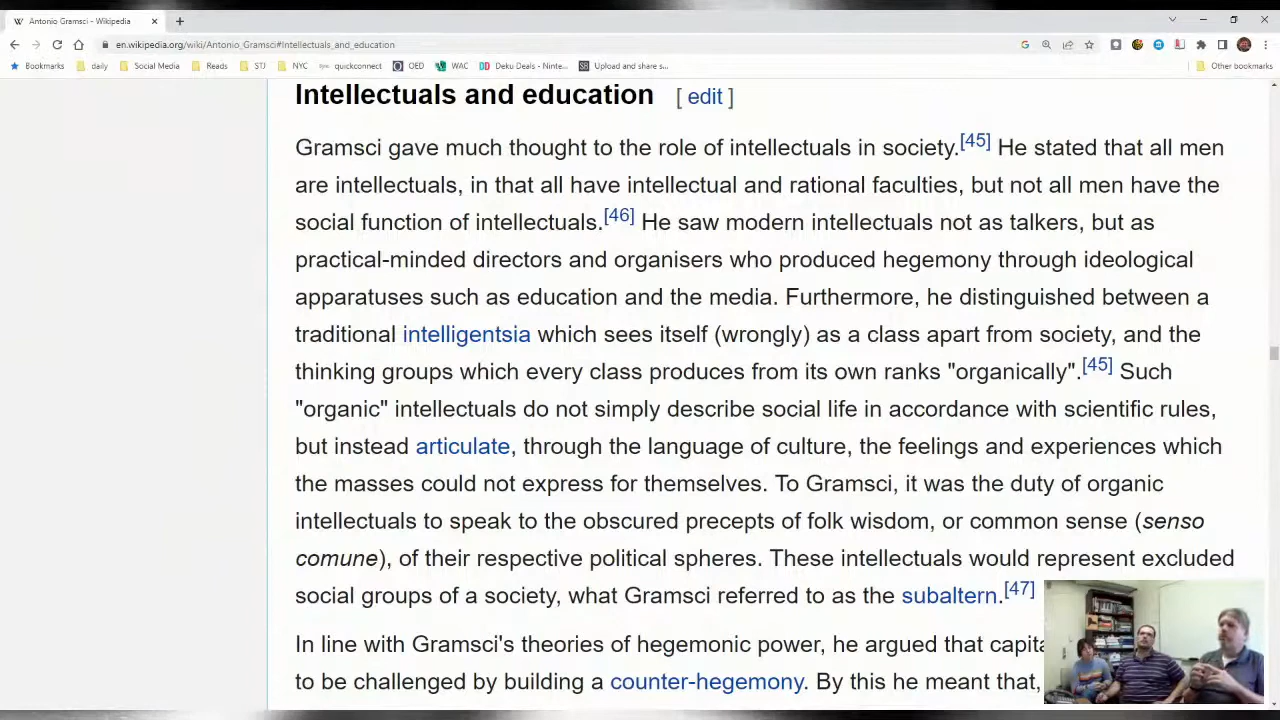 Antonio Gramsci - Wikipedia
en.wikipedia.org/wiki/Antonio_Gramsci#Intellectuals_and_education
Bookmarks daily Social Media Reads STJ NYC quickconnect OED WAC Deku Deals - Ninte... Upload and share s... Other bookmarks
Intellectuals and education [ edit ]
Gramsci gave much thought to the role of intellectuals in society.[45] He stated that all men
are intellectuals, in that all have intellectual and rational faculties, but not all men have the
social function of intellectuals.[46] He saw modern intellectuals not as talkers, but as
practical-minded directors and organisers who produced hegemony through ideological
apparatuses such as education and the media. Furthermore, he distinguished between a
traditional intelligentsia which sees itself (wrongly) as a class apart from society, and the
thinking groups which every class produces from its own ranks "organically".[45] Such
"organic" intellectuals do not simply describe social life in accordance with scientific rules,
but instead articulate, through the language of culture, the feelings and experiences which
the masses could not express for themselves. To Gramsci, it was the duty of organic
intellectuals to speak to the obscured precepts of folk wisdom, or common sense (senso
comune), of their respective political spheres. These intellectuals would represent excluded
social groups of a society, what Gramsci referred to as the subaltern.[47]
In line with Gramsci's theories of hegemonic power, he argued that capita
to be challenged by building a counter-hegemony. By this he meant that,